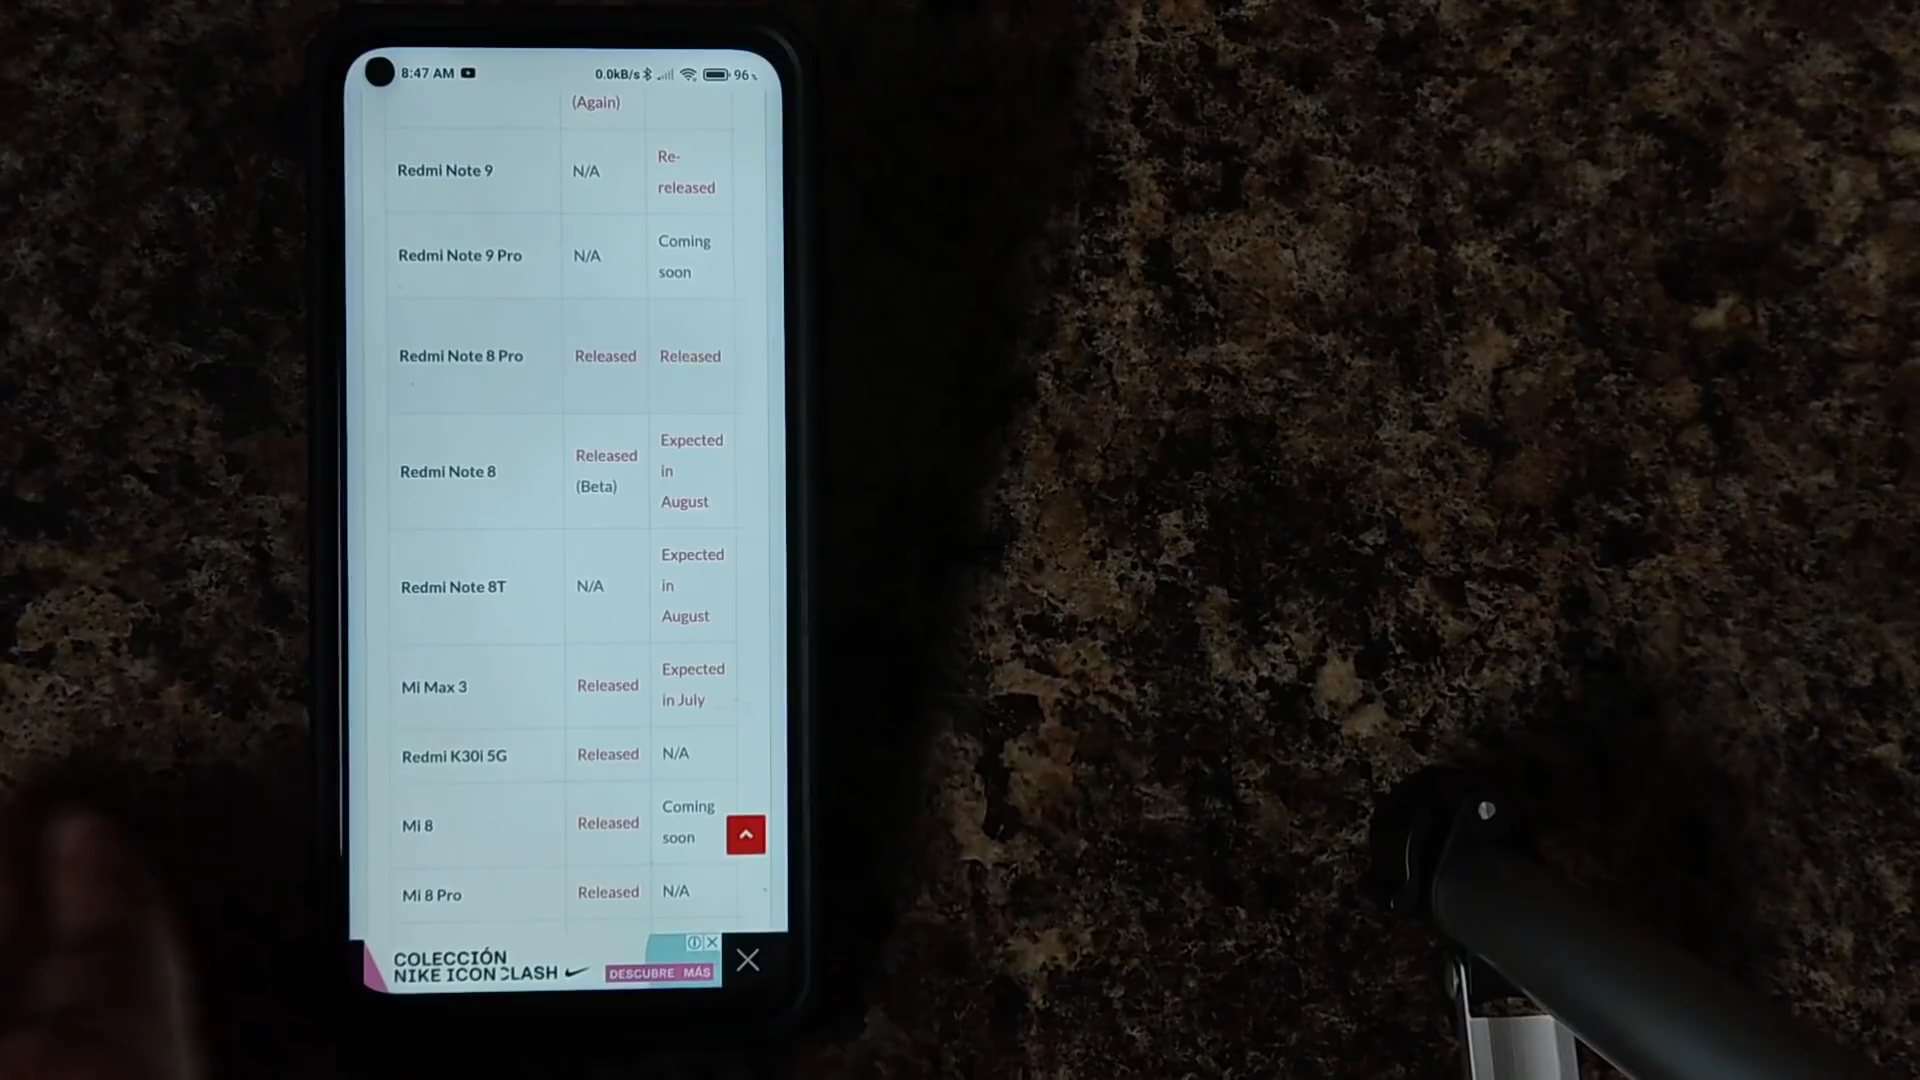 8:47 AM 0.0kB/s 96%
(Again)
Redmi Note 9 N/A Re-
released
Redmi Note 9 Pro N/A Coming
soon
Redmi Note 8 Pro Released Released
Redmi Note 8 Released
(Beta) Expected
in
August
Redmi Note 8T N/A Expected
in
August
Mi Max 3 Released Expected
in July
Redmi K30i 5G Released N/A
Mi 8 Released Coming
soon
Mi 8 Pro Released N/A
COLECCIÓN
NIKE ICON CLASH DESCUBRE MÁS